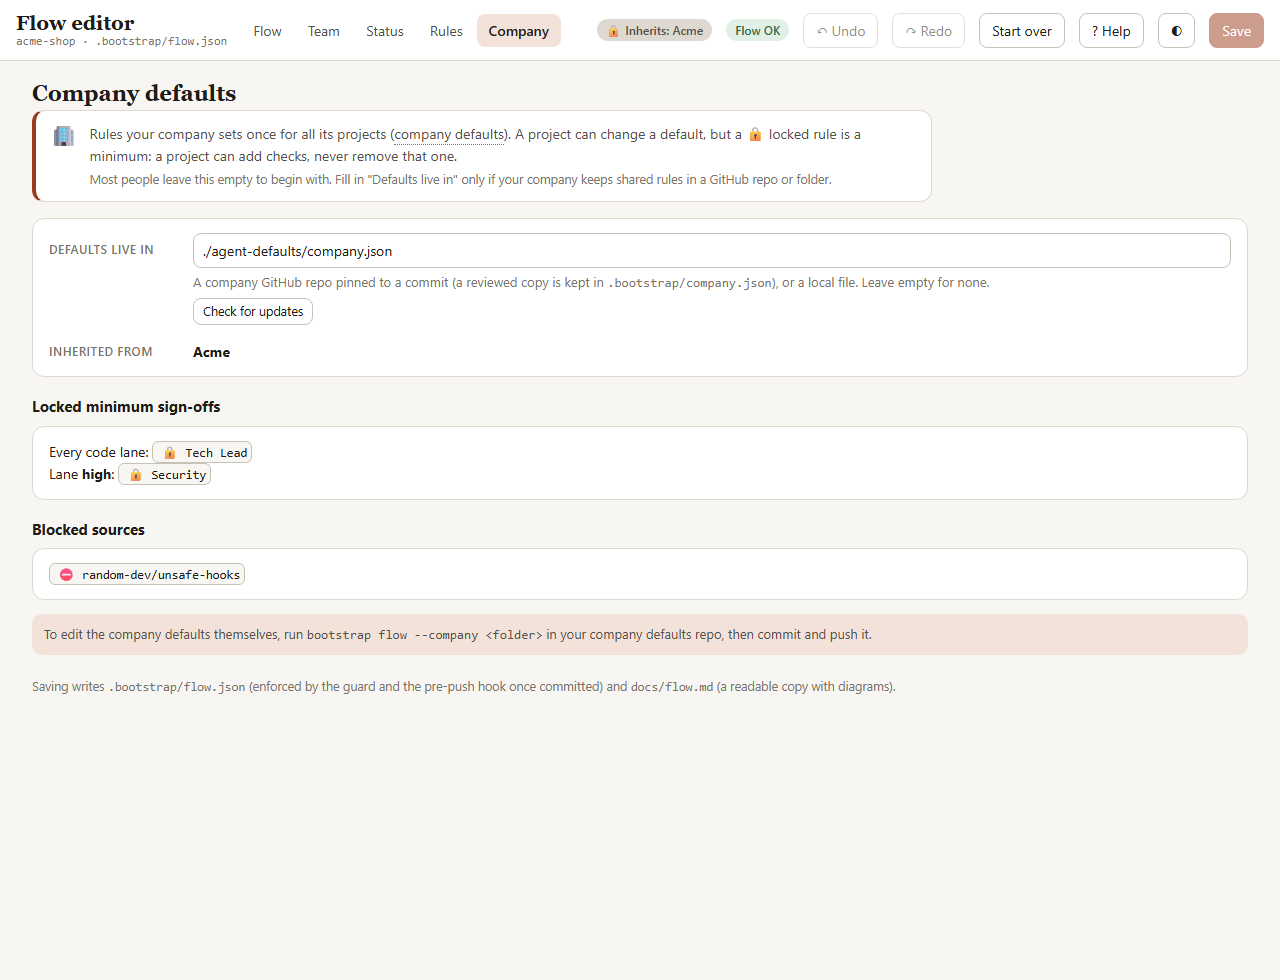 Flow editor
acme-shop · .bootstrap/flow.json
Flow
Team
Status
Rules
Company
Inherits: Acme
Flow OK
Undo
Redo
Start over
? Help
Save
Company defaults
Rules your company sets once for all its projects (company defaults). A project can change a default, but a 🔒 locked rule is a
minimum: a project can add checks, never remove that one.
Most people leave this empty to begin with. Fill in "Defaults live in" only if your company keeps shared rules in a GitHub repo or folder.
DEFAULTS LIVE IN
./agent-defaults/company.json
A company GitHub repo pinned to a commit (a reviewed copy is kept in .bootstrap/company.json), or a local file. Leave empty for none.
Check for updates
INHERITED FROM
Acme
Locked minimum sign-offs
Every code lane: 🔒 Tech Lead
Lane high: 🔒 Security
Blocked sources
⛔ random-dev/unsafe-hooks
To edit the company defaults themselves, run bootstrap flow --company <folder> in your company defaults repo, then commit and push it.
Saving writes .bootstrap/flow.json (enforced by the guard and the pre-push hook once committed) and docs/flow.md (a readable copy with diagrams).